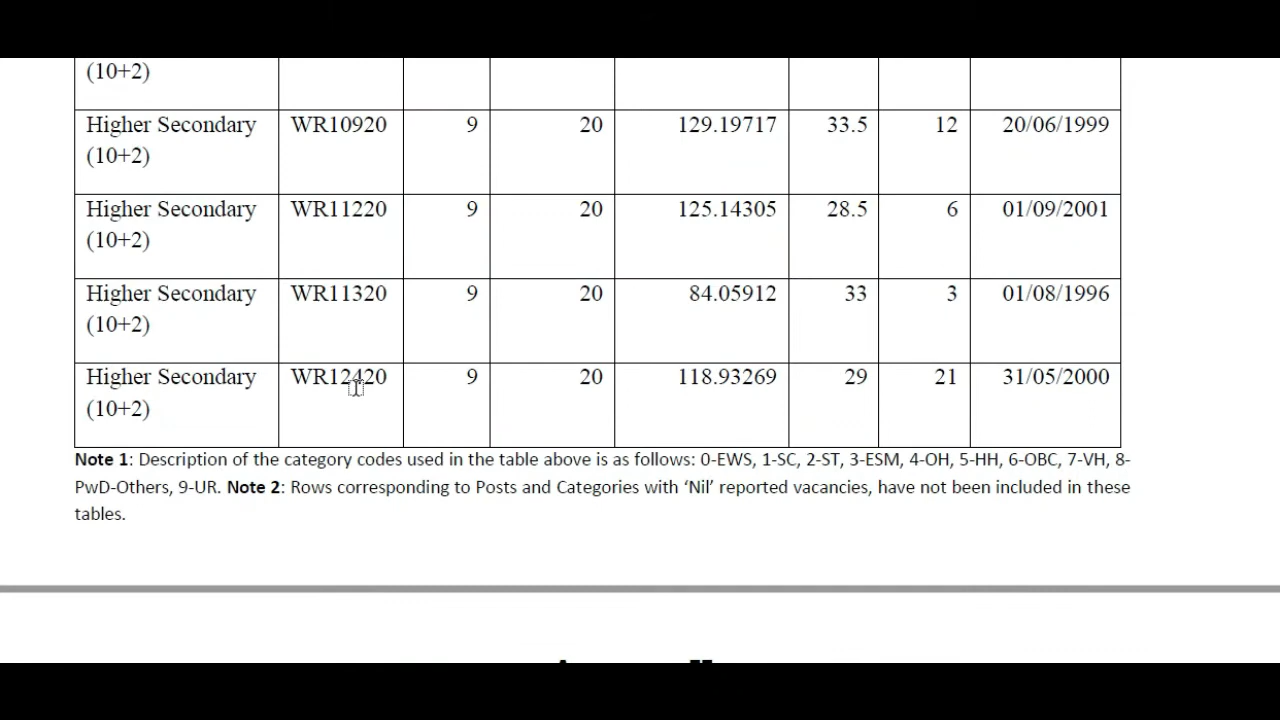 (10+2)
Higher Secondary WR10920 9 20 129.19717 33.5 12 20/06/1999
(10+2)
Higher Secondary WR11220 9 20 125.14305 28.5 6 01/09/2001
(10+2)
Higher Secondary WR11320 9 20 84.05912 33 3 01/08/1996
(10+2)
Higher Secondary WR12420 9 20 118.93269 29 21 31/05/2000
(10+2)
Note 1: Description of the category codes used in the table above is as follows: 0-EWS, 1-SC, 2-ST, 3-ESM, 4-OH, 5-HH, 6-OBC, 7-VH, 8-
PwD-Others, 9-UR. Note 2: Rows corresponding to Posts and Categories with ‘Nil’ reported vacancies, have not been included in these
tables.